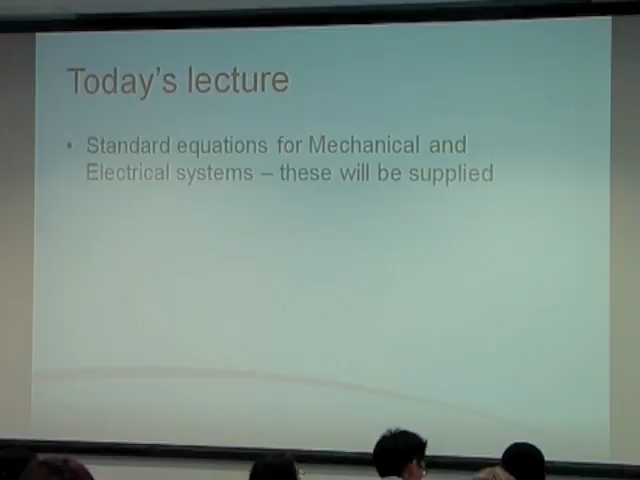 Today's lecture
• Standard equations for Mechanical and
Electrical systems – these will be supplied